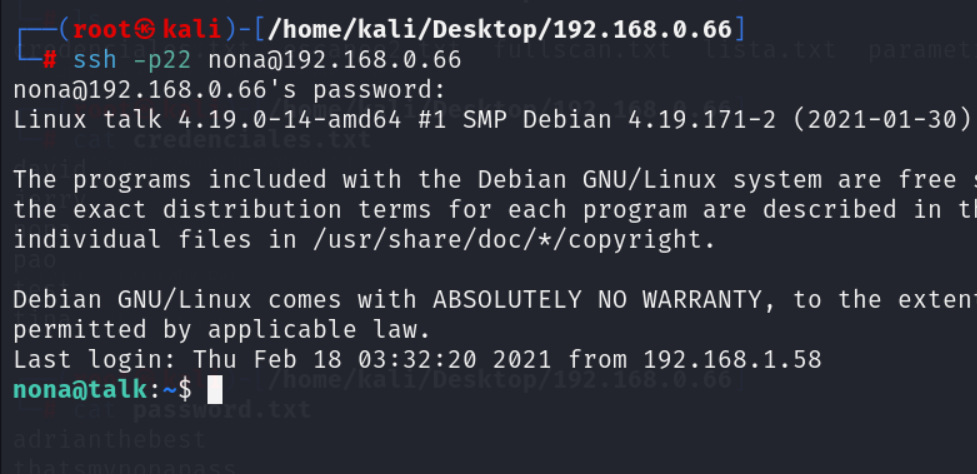 ┌──(root㉿kali)-[/home/kali/Desktop/192.168.0.66]
└─# ssh -p22 nona@192.168.0.66
nona@192.168.0.66's password:
Linux talk 4.19.0-14-amd64 #1 SMP Debian 4.19.171-2 (2021-01-30)
The programs included with the Debian GNU/Linux system are free
the exact distribution terms for each program are described in
individual files in /usr/share/doc/*/copyright.
Debian GNU/Linux comes with ABSOLUTELY NO WARRANTY, to the
permitted by applicable law.
Last login: Thu Feb 18 03:32:20 2021 from 192.168.1.58
nona@talk:~$